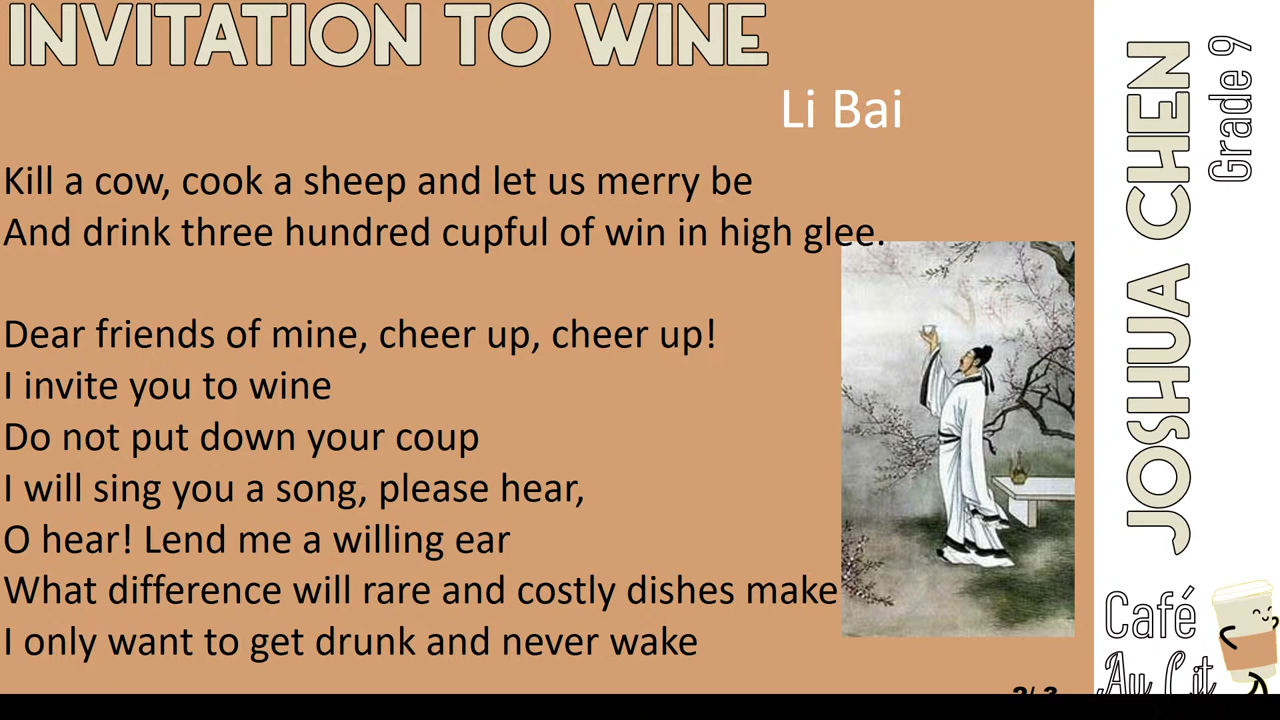 INVITATION TO WINE
Li Bai
Kill a cow, cook a sheep and let us merry be
And drink three hundred cupful of win in high glee.
Dear friends of mine, cheer up, cheer up!
I invite you to wine
Do not put down your coup
I will sing you a song, please hear,
O hear! Lend me a willing ear
What difference will rare and costly dishes make
I only want to get drunk and never wake
JOSHUA CHEN
Grade 9
Café
Au Lit